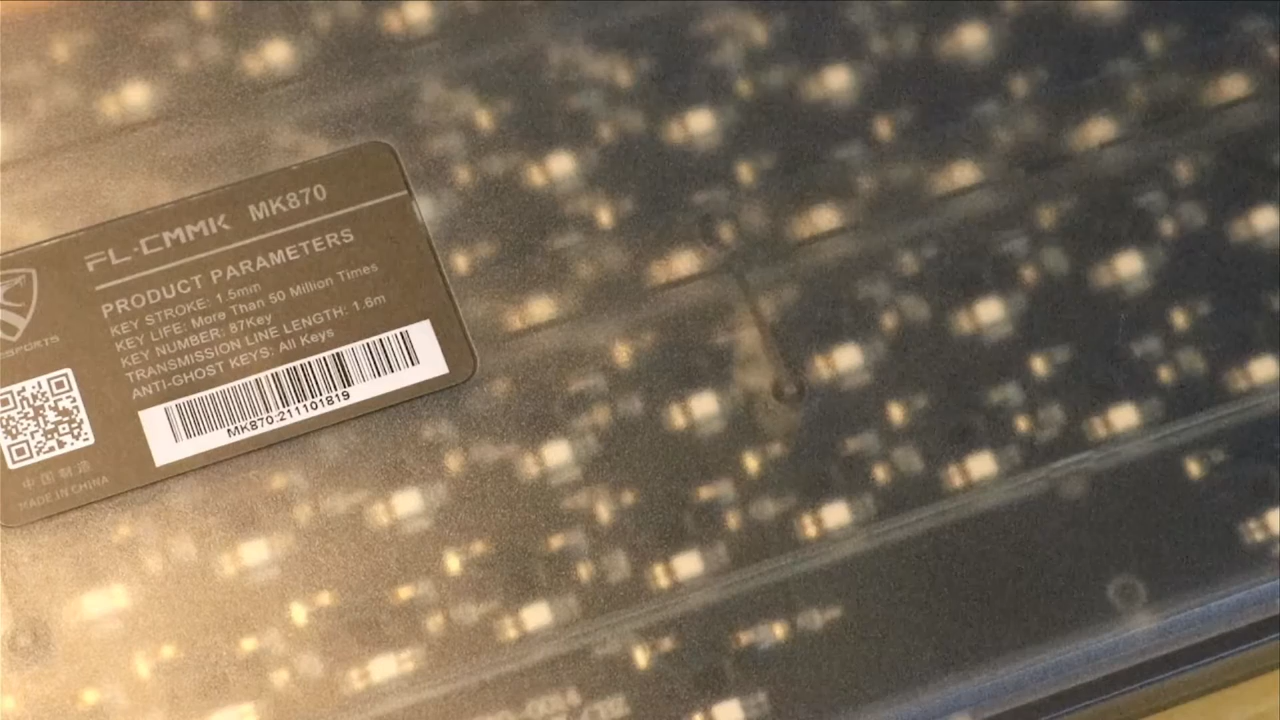 FL·CMMK MK870
PRODUCT PARAMETERS
KEY STROKE: 1.5mm
KEY LIFE: More Than 50 Million Times
KEY NUMBER: 87Key
TRANSMISSION LINE LENGTH: 1.6m
ANTI-GHOST KEYS: All Keys
MK870:211101819
ESPORTS
中国制造
MADE IN CHINA